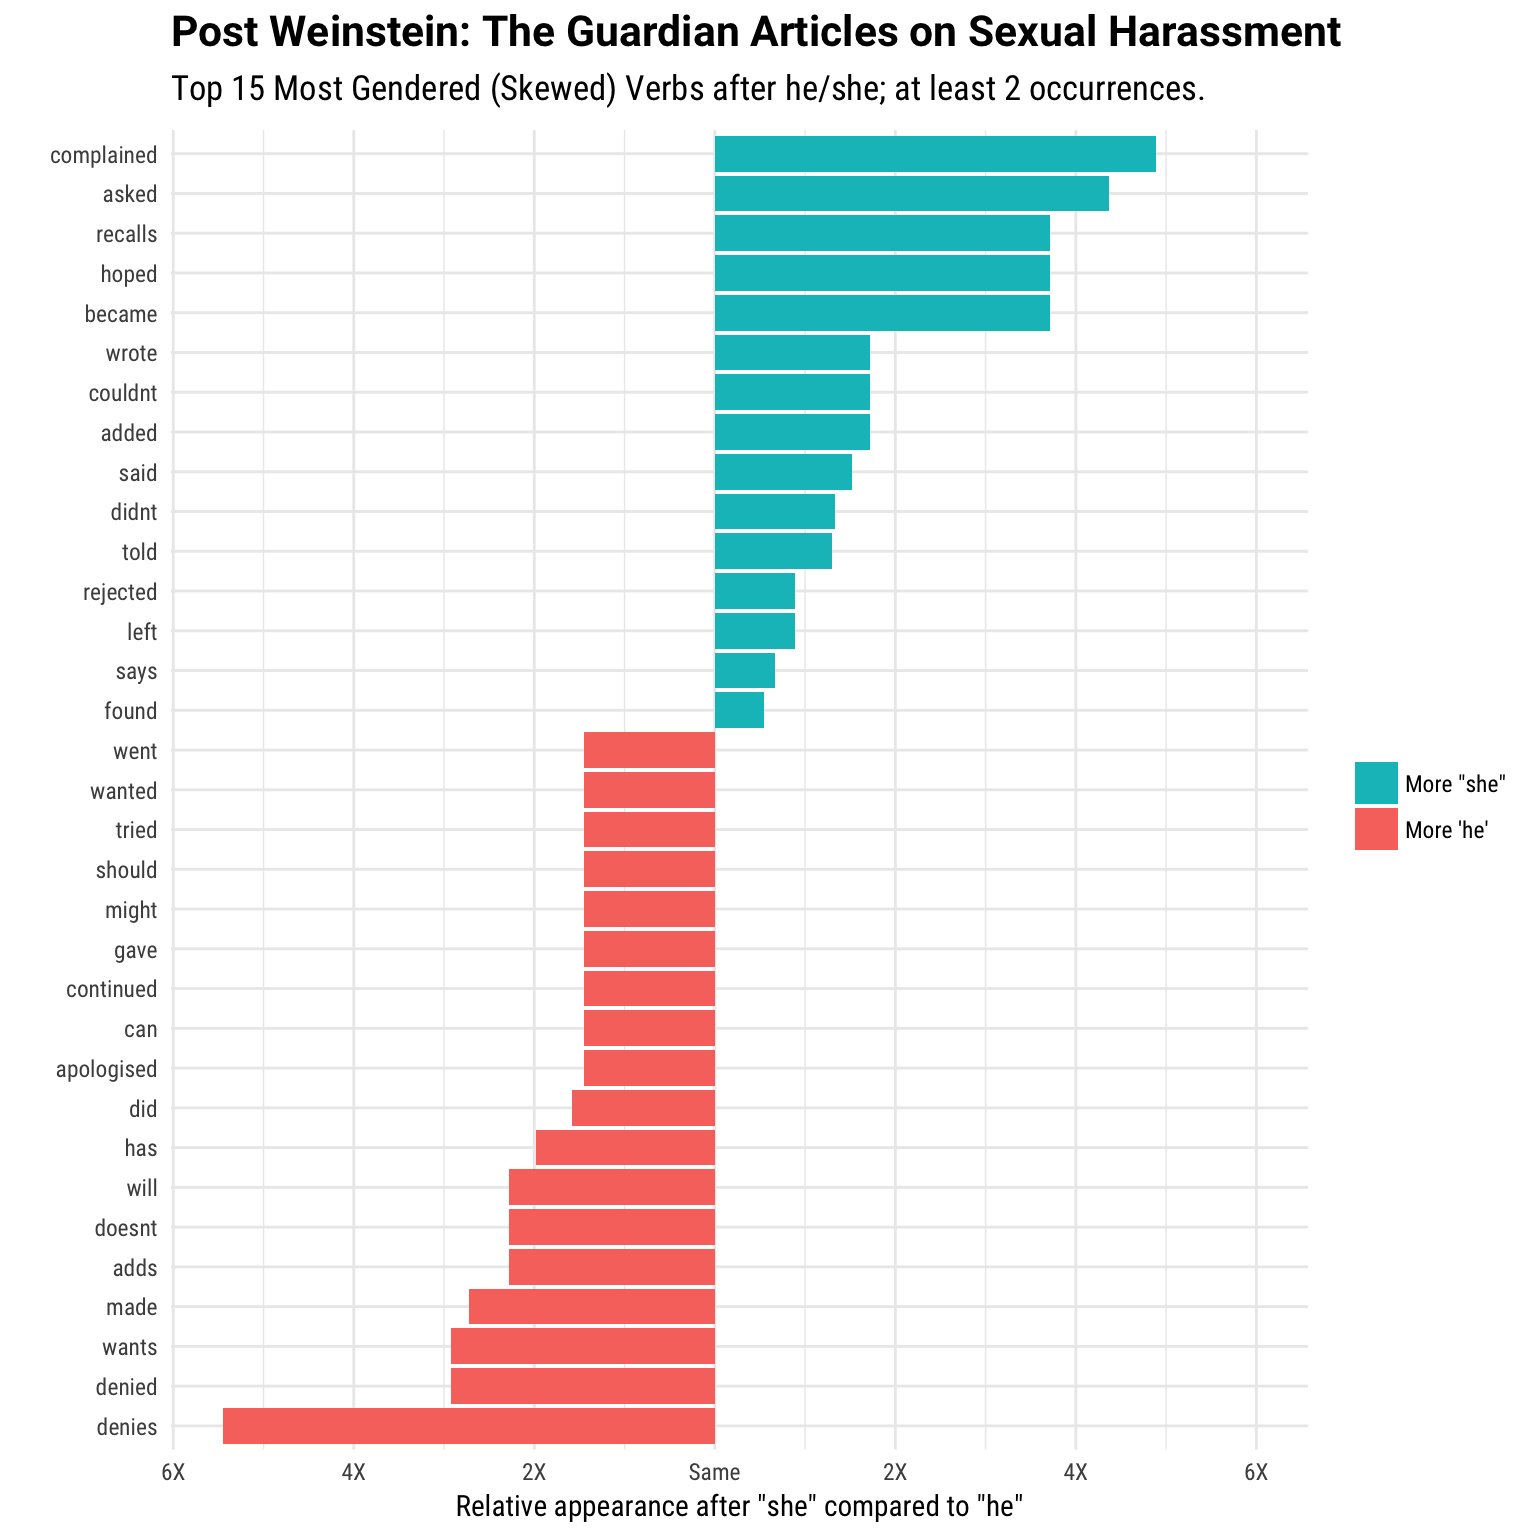 Post Weinstein: The Guardian Articles on Sexual Harassment
Top 15 Most Gendered (Skewed) Verbs after he/she; at least 2 occurrences.
complained
asked
recalls
hoped
became
wrote
couldnt
added
said
didnt
told
rejected
left
says
found
went
wanted
tried
should
might
gave
continued
can
apologised
did
has
will
doesnt
adds
made
wants
denied
denies
More "she"
More 'he'
6X 4X 2X Same 2X 4X 6X
Relative appearance after "she" compared to "he"